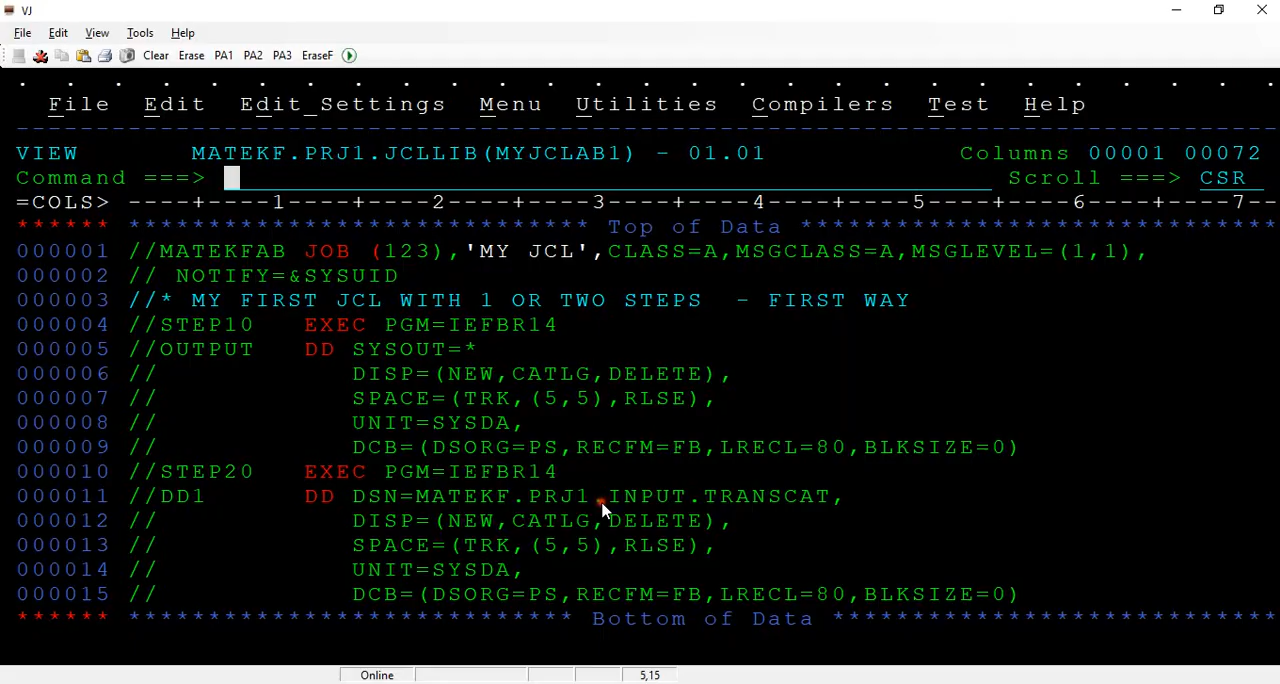 VJ
File Edit View Tools Help
Clear Erase PA1 PA2 PA3 EraseF
File Edit Edit_Settings Menu Utilities Compilers Test Help
VIEW MATEKF.PRJ1.JCLLIB(MYJCLAB1) - 01.01 Columns 00001 00072
Command ===> Scroll ===> CSR
=COLS> ----+----1----+----2----+----3----+----4----+----5----+----6----+----7--
****** ***************************** Top of Data ******************************
000001 //MATEKFAB JOB (123),'MY JCL',CLASS=A,MSGCLASS=A,MSGLEVEL=(1,1),
000002 // NOTIFY=&SYSUID
000003 //* MY FIRST JCL WITH 1 OR TWO STEPS - FIRST WAY
000004 //STEP10 EXEC PGM=IEFBR14
000005 //OUTPUT DD SYSOUT=*
000006 // DISP=(NEW,CATLG,DELETE),
000007 // SPACE=(TRK,(5,5),RLSE),
000008 // UNIT=SYSDA,
000009 // DCB=(DSORG=PS,RECFM=FB,LRECL=80,BLKSIZE=0)
000010 //STEP20 EXEC PGM=IEFBR14
000011 //DD1 DD DSN=MATEKF.PRJ1.INPUT.TRANSCAT,
000012 // DISP=(NEW,CATLG,DELETE),
000013 // SPACE=(TRK,(5,5),RLSE),
000014 // UNIT=SYSDA,
000015 // DCB=(DSORG=PS,RECFM=FB,LRECL=80,BLKSIZE=0)
****** **************************** Bottom of Data ****************************
Online 5,15